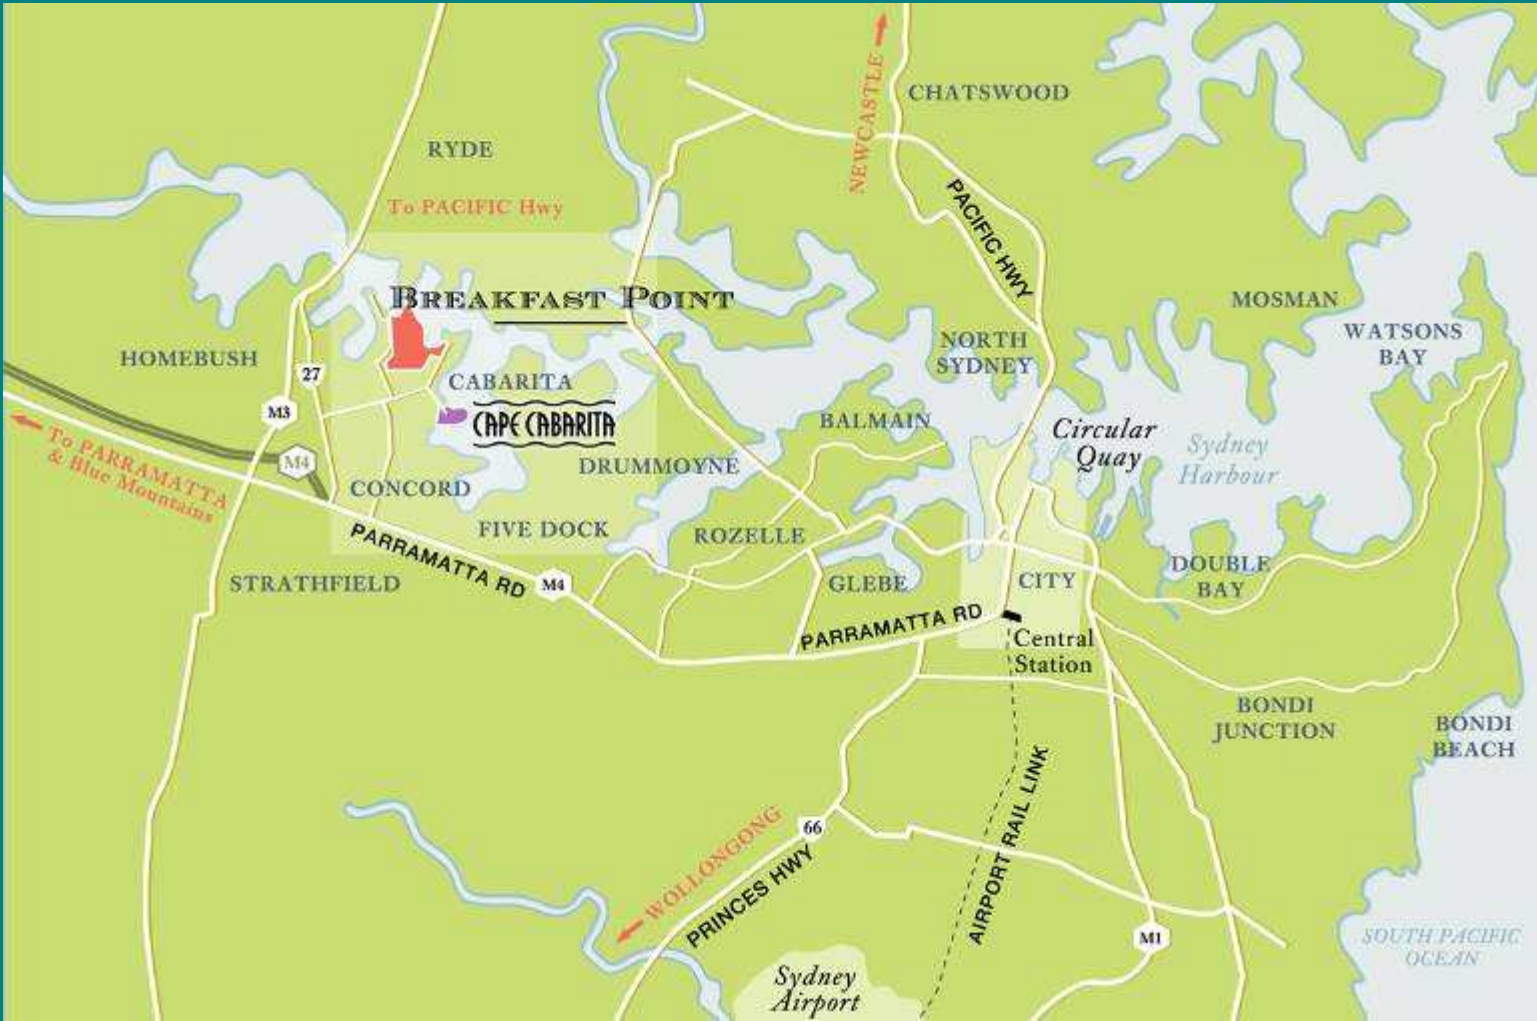 CHATSWOOD
NEWCASTLE
RYDE
To PACIFIC Hwy
PACIFIC HWY
BREAKFAST POINT
MOSMAN
WATSONS
BAY
NORTH
SYDNEY
HOMEBUSH
27
CABARITA
M3
CAPE CABARITA
BALMAIN
Circular
Quay
Sydney
Harbour
To PARRAMATTA
& Blue Mountains
M4
DRUMMOYNE
CONCORD
FIVE DOCK
ROZELLE
PARRAMATTA RD
M4
STRATHFIELD
GLEBE
CITY
DOUBLE
BAY
PARRAMATTA RD
Central
Station
BONDI
JUNCTION
BONDI
BEACH
AIRPORT RAIL LINK
66
WOLLONGONG
PRINCES HWY
M1
SOUTH PACIFIC
OCEAN
Sydney
Airport